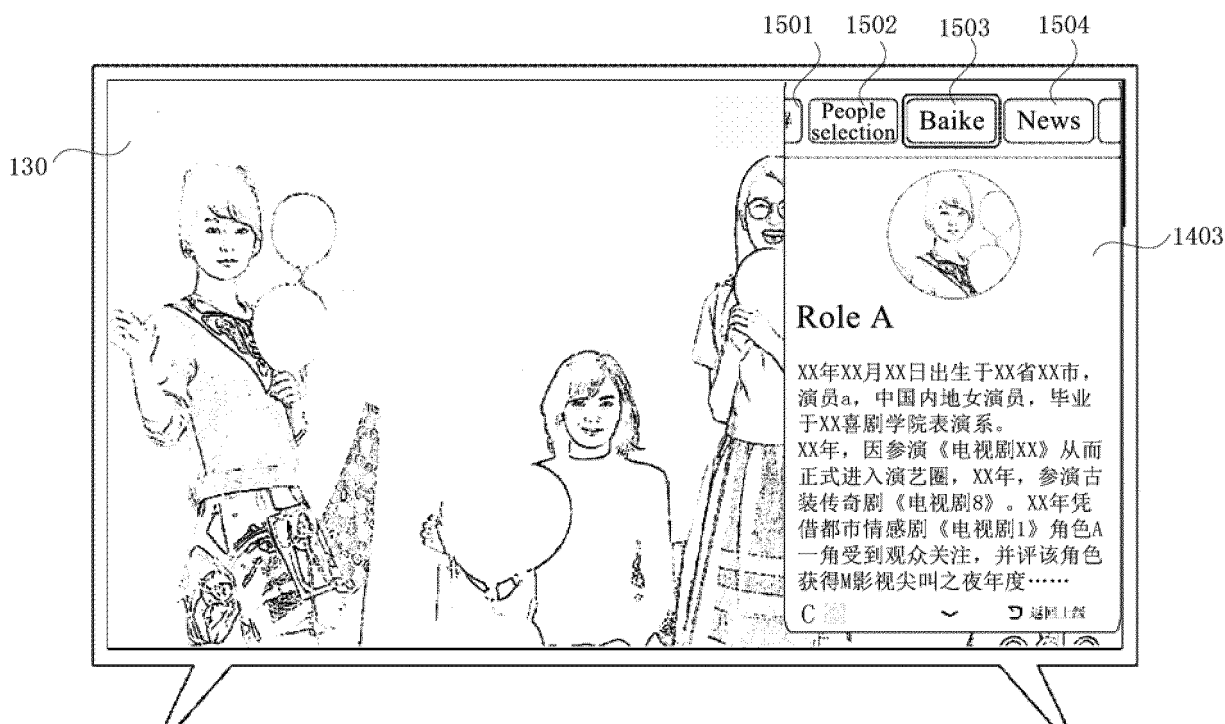 1501 1502 1503 1504
130
People
selection
Baike
News
1403
Role A
XX年XX月XX日出生于XX省XX市，
演员a，中国内地女演员，毕业
于XX喜剧学院表演系。
XX年，因参演《电视剧XX》从而
正式进入演艺圈，XX年，参演古
装传奇剧《电视剧8》。XX年凭
借都市情感剧《电视剧1》角色A
一角受到观众关注，并评该角色
获得M影视尖叫之夜年度……
C
返回上级